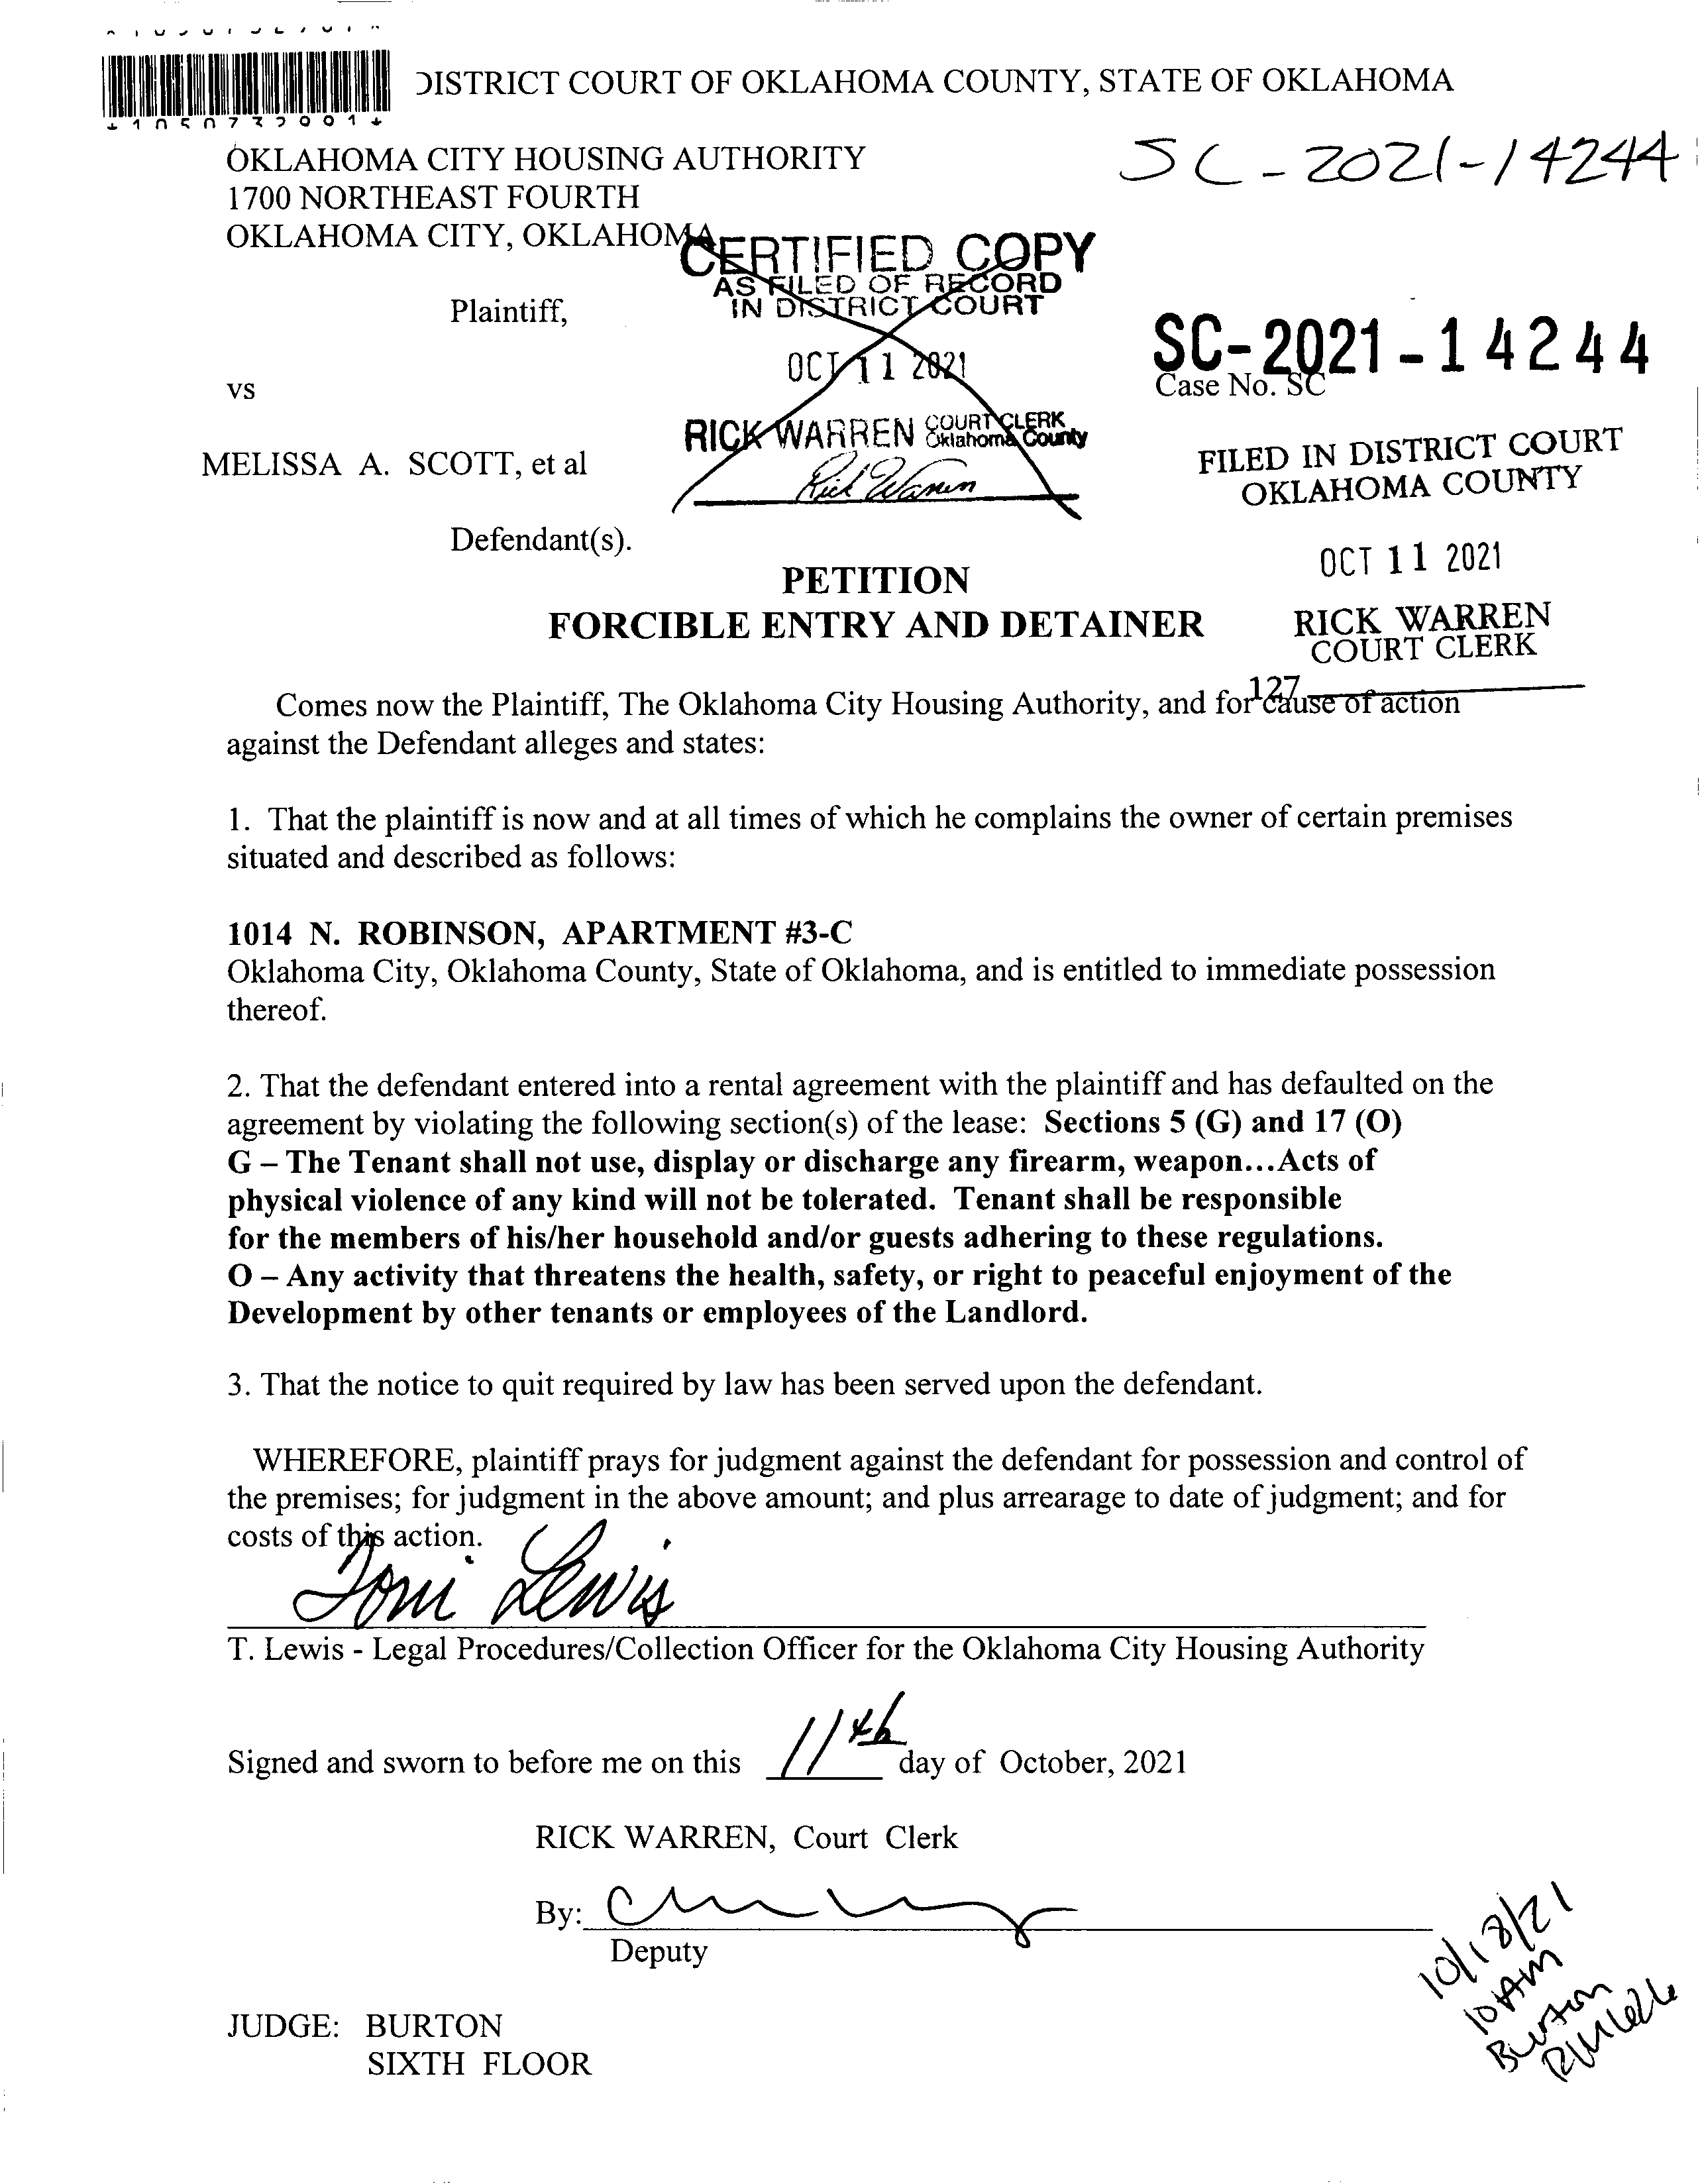 DISTRICT COURT OF OKLAHOMA COUNTY, STATE OF OKLAHOMA
OKLAHOMA CITY HOUSING AUTHORITY
SC-2021-14244
1700 NORTHEAST FOURTH
OKLAHOMA CITY, OKLAHOMA
CERTIFIED COPY
AS FILED OF RECORD
IN DISTRICT COURT
Plaintiff,
OCT 11 2021
SC-2021-14244
Case No. SC
vs
RICK WARREN COURT CLERK
Oklahoma County
Rick Warren
MELISSA A. SCOTT, et al
FILED IN DISTRICT COURT
OKLAHOMA COUNTY
Defendant(s).
OCT 11 2021
PETITION
FORCIBLE ENTRY AND DETAINER
RICK WARREN
COURT CLERK
127
Comes now the Plaintiff, The Oklahoma City Housing Authority, and for cause of action
against the Defendant alleges and states:
1. That the plaintiff is now and at all times of which he complains the owner of certain premises
situated and described as follows:
1014 N. ROBINSON, APARTMENT #3-C
Oklahoma City, Oklahoma County, State of Oklahoma, and is entitled to immediate possession
thereof.
2. That the defendant entered into a rental agreement with the plaintiff and has defaulted on the
agreement by violating the following section(s) of the lease: Sections 5 (G) and 17 (O)
G – The Tenant shall not use, display or discharge any firearm, weapon…Acts of
physical violence of any kind will not be tolerated. Tenant shall be responsible
for the members of his/her household and/or guests adhering to these regulations.
O – Any activity that threatens the health, safety, or right to peaceful enjoyment of the
Development by other tenants or employees of the Landlord.
3. That the notice to quit required by law has been served upon the defendant.
WHEREFORE, plaintiff prays for judgment against the defendant for possession and control of
the premises; for judgment in the above amount; and plus arrearage to date of judgment; and for
costs of this action.
Toni Lewis
T. Lewis - Legal Procedures/Collection Officer for the Oklahoma City Housing Authority
Signed and sworn to before me on this 11th day of October, 2021
RICK WARREN, Court Clerk
By:
Deputy
10/18/21
10 AM
Burton
JUDGE: BURTON
SIXTH FLOOR